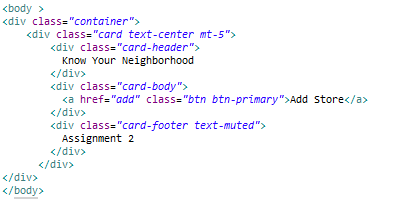 <body >
<div class="container">
    <div class="card text-center mt-5">
        <div class="card-header">
          Know Your Neighborhood
        </div>
        <div class="card-body">
          <a href="add" class="btn btn-primary">Add Store</a>
        </div>
        <div class="card-footer text-muted">
          Assignment 2
        </div>
      </div>
</div>
</body>